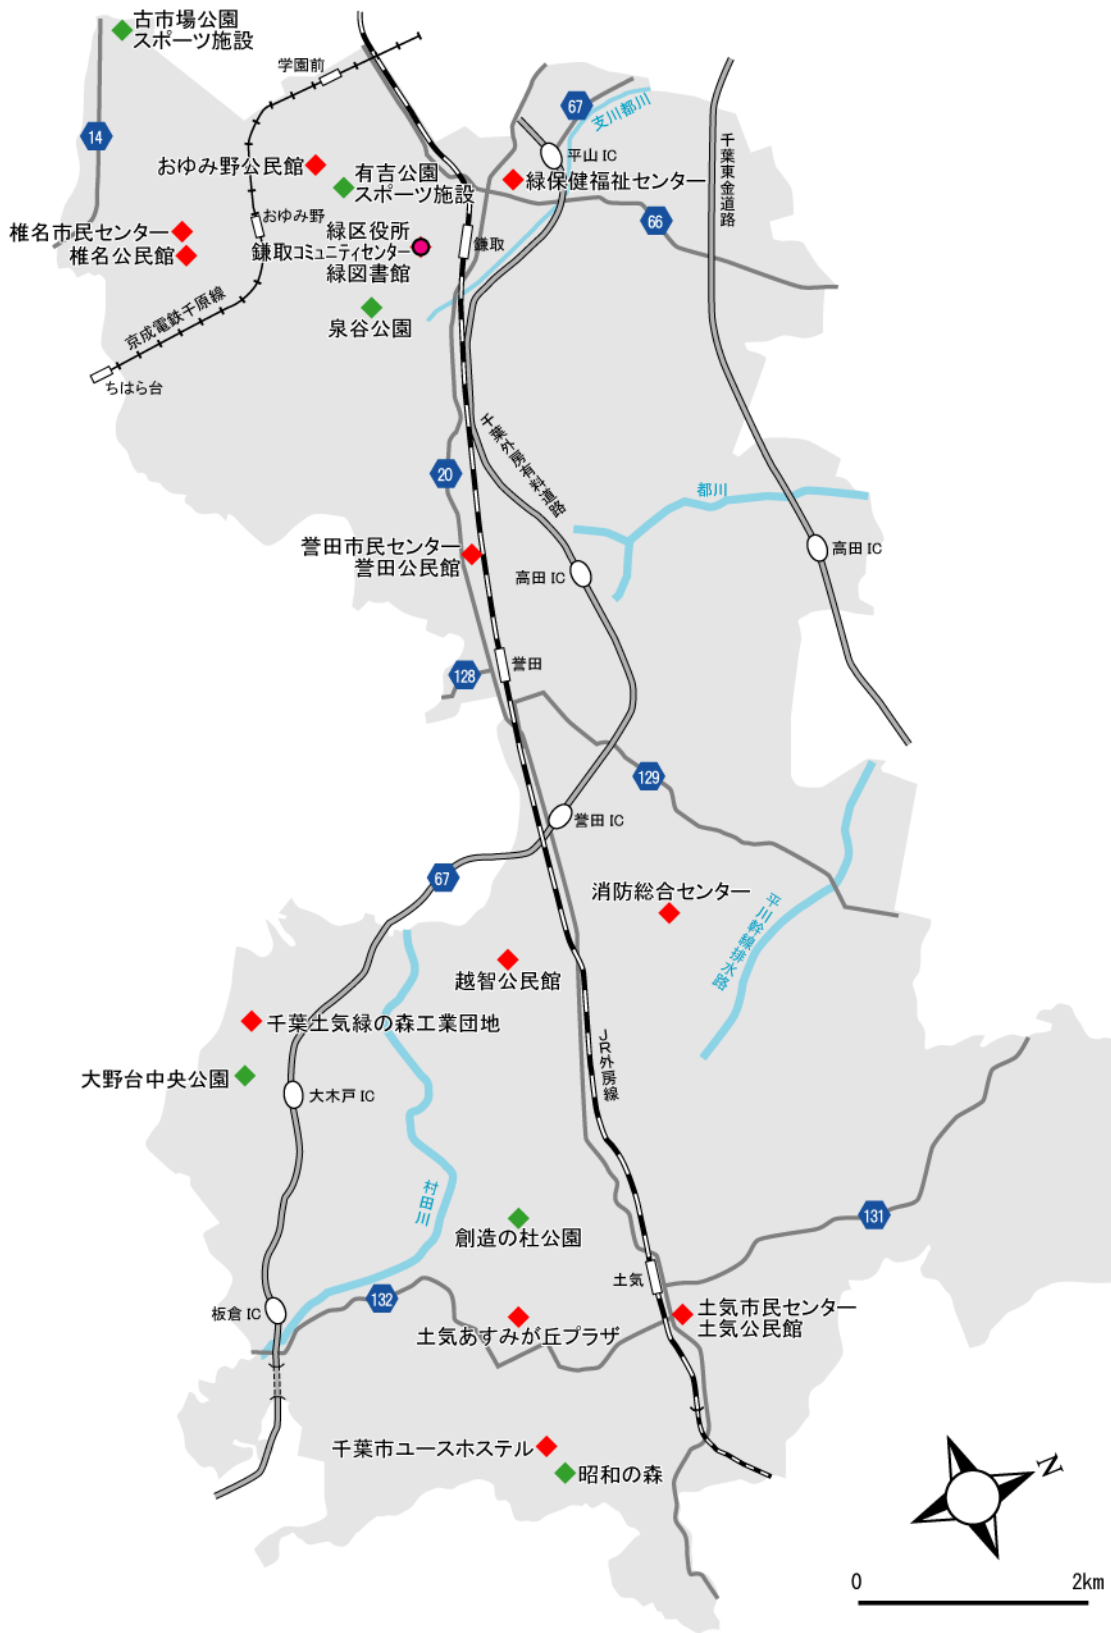 古市場公園
スポーツ施設
学園前
14
67
支川都川
平山 IC
千葉東金道路
おゆみ野公民館
有吉公園
スポーツ施設
緑保健福祉センター
66
おゆみ野
椎名市民センター
椎名公民館
緑区役所
鎌取コミュニティセンター
緑図書館
鎌取
泉谷公園
京成電鉄千原線
ちはら台
千葉外房有料道路
20
都川
誉田市民センター
誉田公民館
高田 IC
高田 IC
誉田
128
129
誉田 IC
67
消防総合センター
平川幹線排水路
越智公民館
千葉土気緑の森工業団地
JR外房線
大野台中央公園
大木戸 IC
村田川
創造の杜公園
131
土気
板倉 IC
132
土気市民センター
土気公民館
土気あすみが丘プラザ
千葉市ユースホステル
昭和の森
N
0
2km